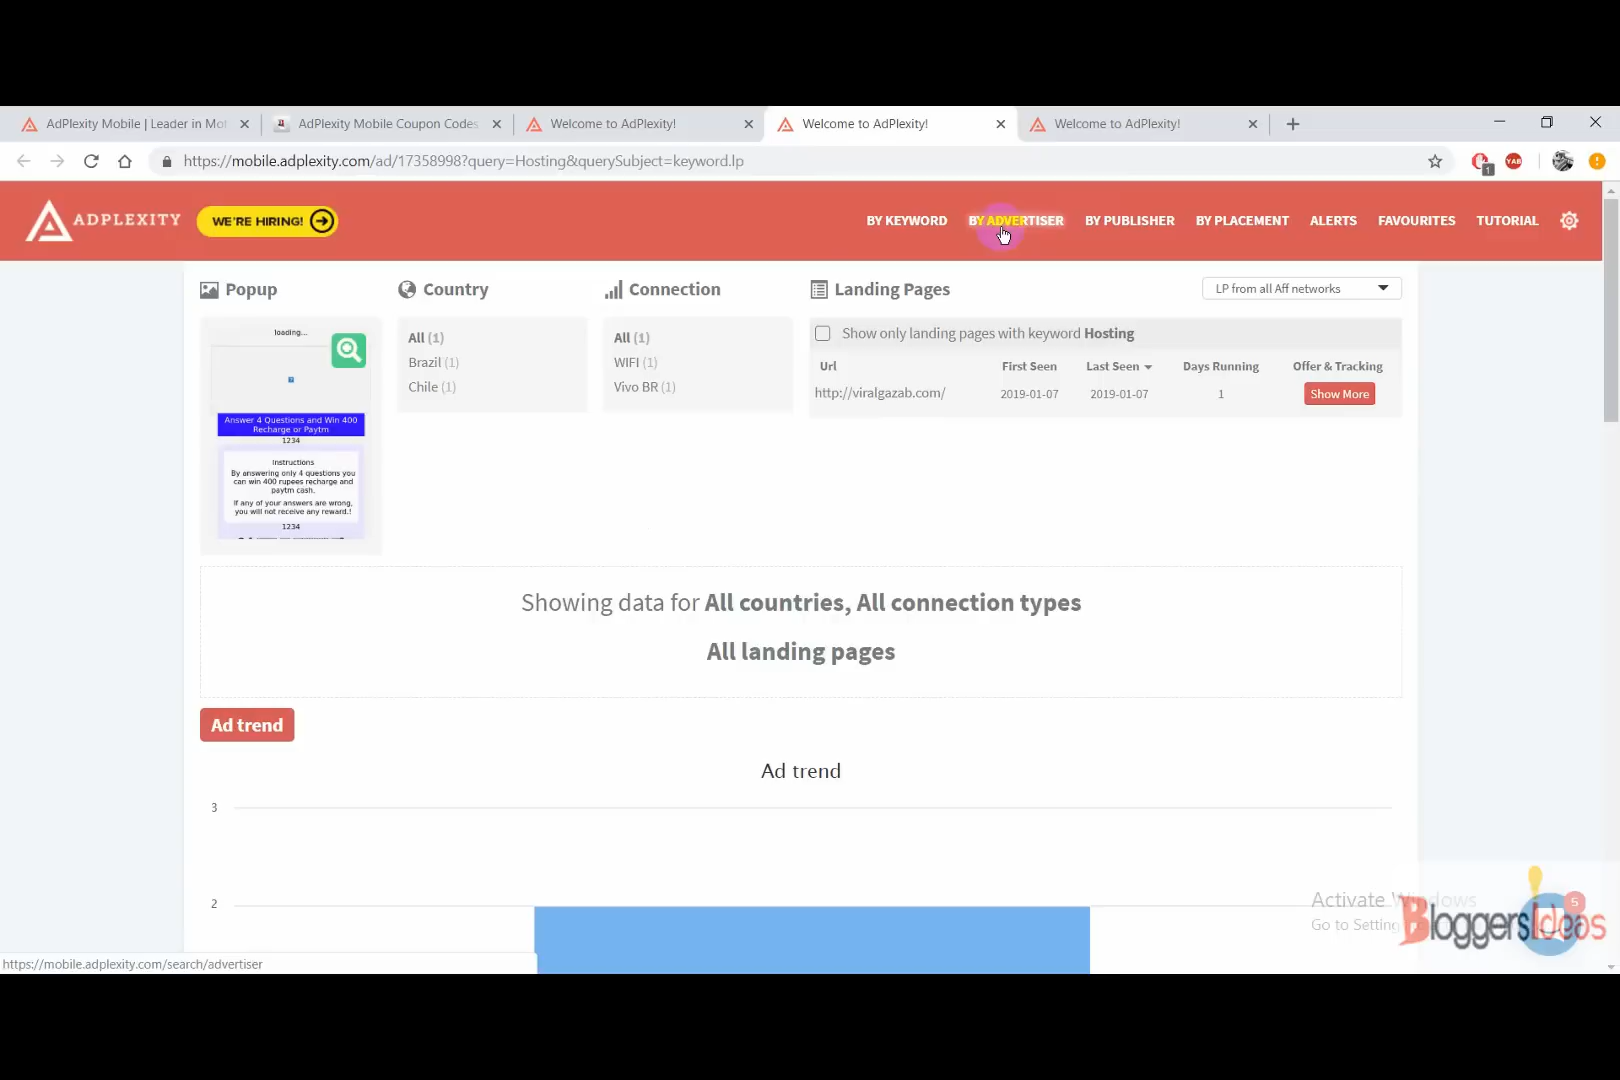 AdPlexity Mobile | Leader in Mot
AdPlexity Mobile Coupon Codes
Welcome to AdPlexity!
Welcome to AdPlexity!
Welcome to AdPlexity!
https://mobile.adplexity.com/ad/17358998?query=Hosting&querySubject=keyword.lp
1
YAB
ADPLEXITY
WE'RE HIRING!
BY KEYWORD
BY ADVERTISER
BY PUBLISHER
BY PLACEMENT
ALERTS
FAVOURITES
TUTORIAL
Popup
Country
Connection
Landing Pages
LP from all Aff networks
loading...
Answer 4 Questions and Win 400
Recharge or Paytm
1234
Instructions
By answering only 4 questions you
can win 400 rupees recharge and
paytm cash.
If any of your answers are wrong,
you will not receive any reward.!
1234
All (1)
Brazil (1)
Chile (1)
All (1)
WIFI (1)
Vivo BR (1)
Show only landing pages with keyword Hosting
Url First Seen Last Seen Days Running Offer & Tracking
http://viralgazab.com/ 2019-01-07 2019-01-07 1 Show More
Showing data for All countries, All connection types
All landing pages
Ad trend
Ad trend
3
2
Activate Windows
Go to Setting
BloggersIdeas
5
https://mobile.adplexity.com/search/advertiser